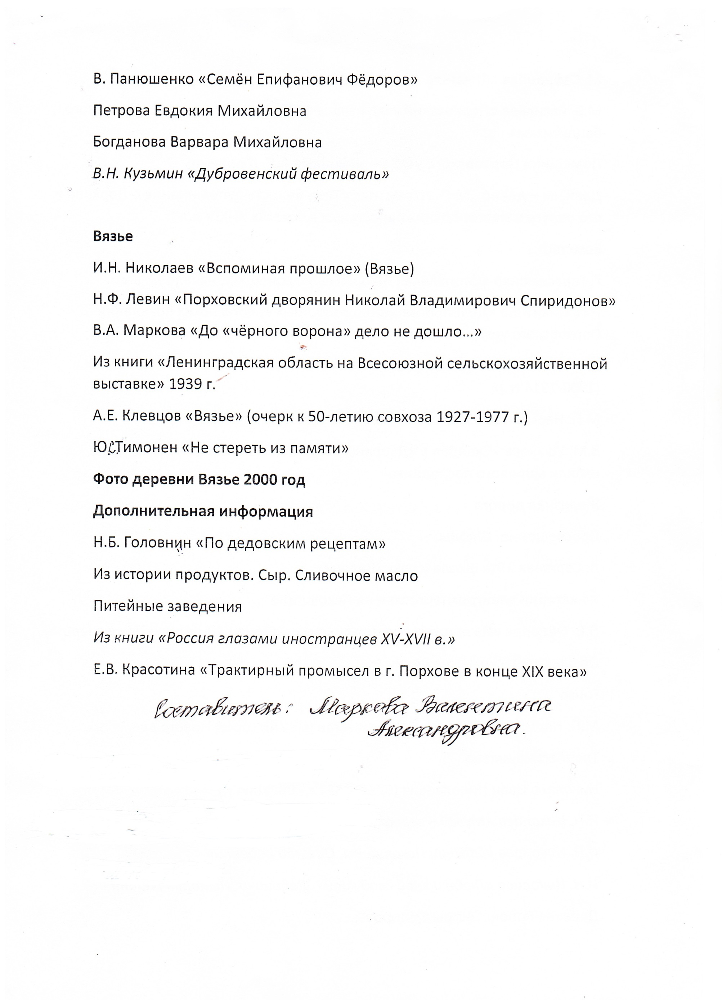 В. Панюшенко «Семён Епифанович Фёдоров»
Петрова Евдокия Михайловна
Богданова Варвара Михайловна
В.Н. Кузьмин «Дубровенский фестиваль»
Вязье
И.Н. Николаев «Вспоминая прошлое» (Вязье)
Н.Ф. Левин «Порховский дворянин Николай Владимирович Спиридонов»
В.А. Маркова «До «чёрного ворона» дело не дошло...»
Из книги «Ленинградская область на Всесоюзной сельскохозяйственной
выставке» 1939 г.
А.Е. Клевцов «Вязье» (очерк к 50-летию совхоза 1927-1977 г.)
Ю.С.Тимонен «Не стереть из памяти»
Фото деревни Вязье 2000 год
Дополнительная информация
Н.Б. Головнин «По дедовским рецептам»
Из истории продуктов. Сыр. Сливочное масло
Питейные заведения
Из книги «Россия глазами иностранцев XV-XVII в.»
Е.В. Красотина «Трактирный промысел в г. Порхове в конце XIX века»
Составитель: Маркова Валентина
Александровна.